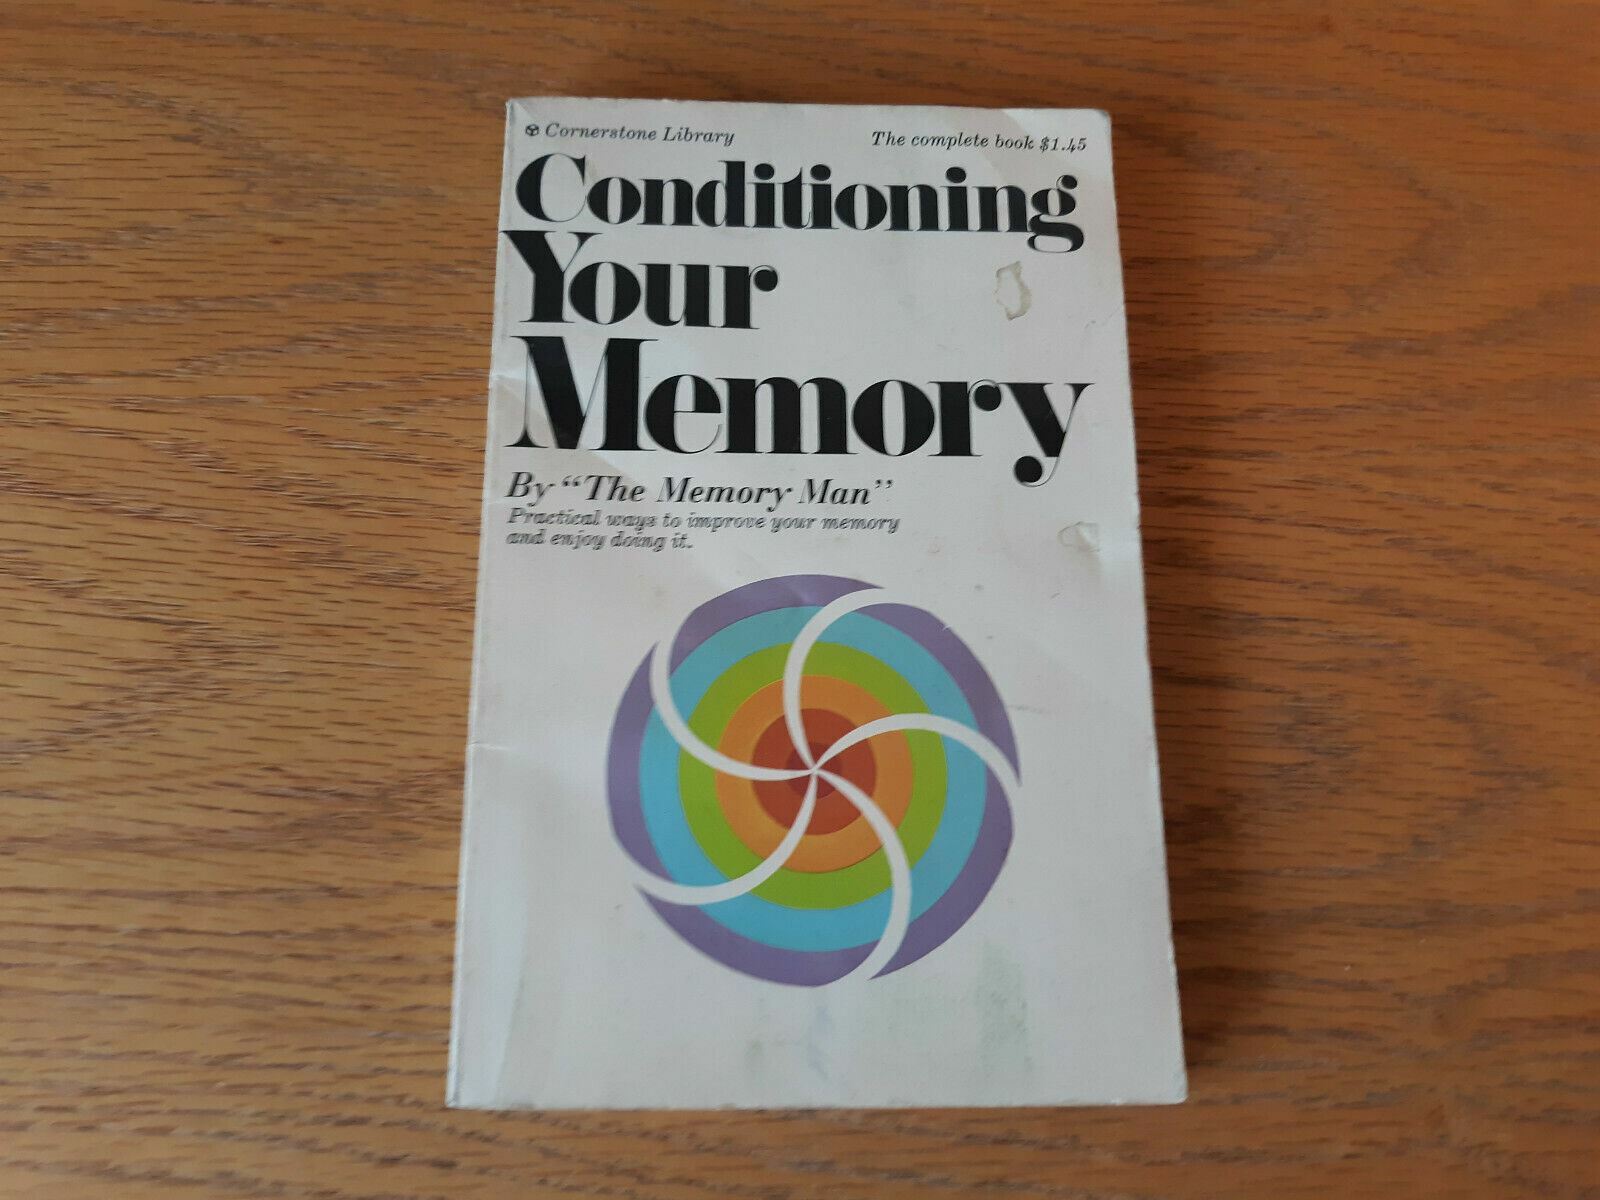 Cornerstone Library The complete book $1.45
Conditioning
Your
Memory
By "The Memory Man"
Practical ways to improve your memory
and enjoy doing it.